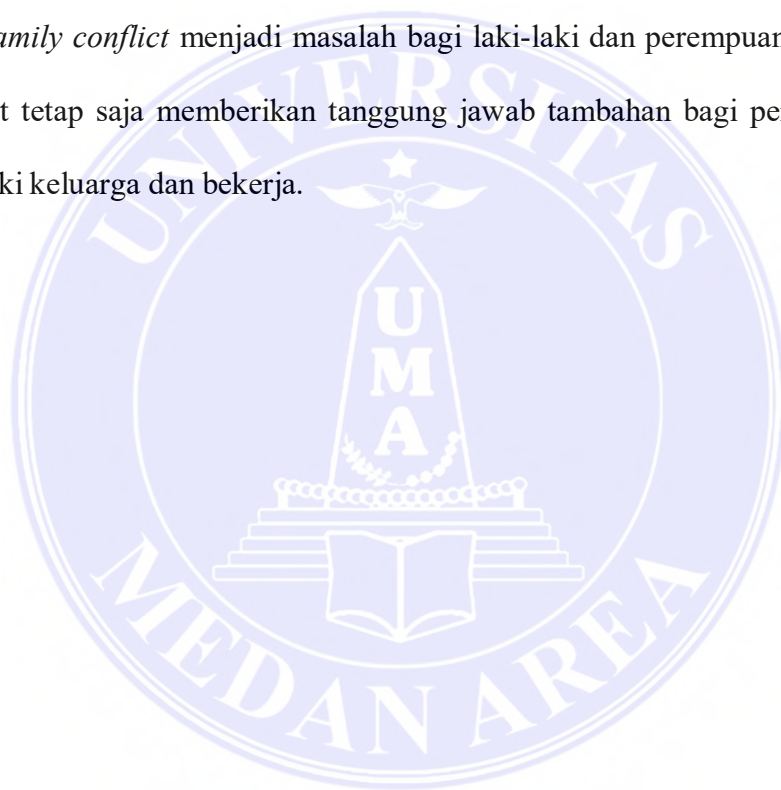 amily conflict menjadi masalah bagi laki-laki dan perempuan
t tetap saja memberikan tanggung jawab tambahan bagi pe
ki keluarga dan bekerja.
UNIVERSITAS
U
M
A
MEDAN AREA